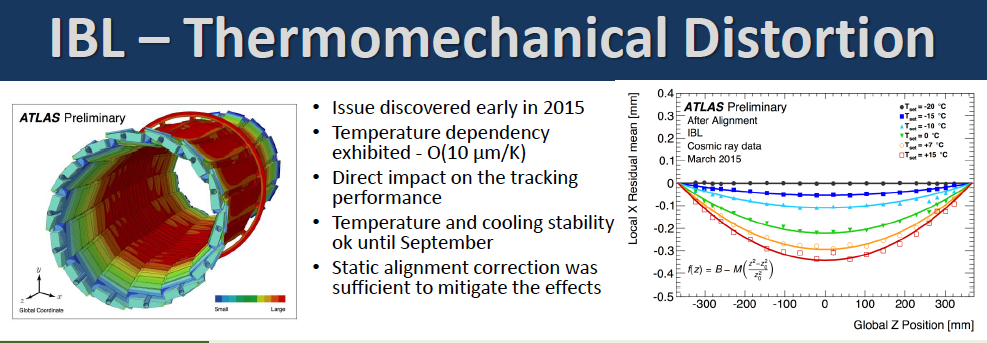 IBL – Thermomechanical Distortion
ATLAS Preliminary
y
z
x
Global Coordinate
Small
Large
• Issue discovered early in 2015
• Temperature dependency
exhibited - O(10 μm/K)
• Direct impact on the tracking
performance
• Temperature and cooling stability
ok until September
• Static alignment correction was
sufficient to mitigate the effects
Local X Residual mean [mm]
0.4
0.3
0.2
0.1
0
-0.1
-0.2
-0.3
-0.4
-0.5
ATLAS Preliminary
After Alignment
IBL
Cosmic ray data
March 2015
T_set = -20 °C
T_set = -15 °C
T_set = -10 °C
T_set = 0 °C
T_set = +7 °C
T_set = +15 °C
f(z) = B − M((z²−z₀²)/z₀²)
-300 -200 -100 0 100 200 300
Global Z Position [mm]